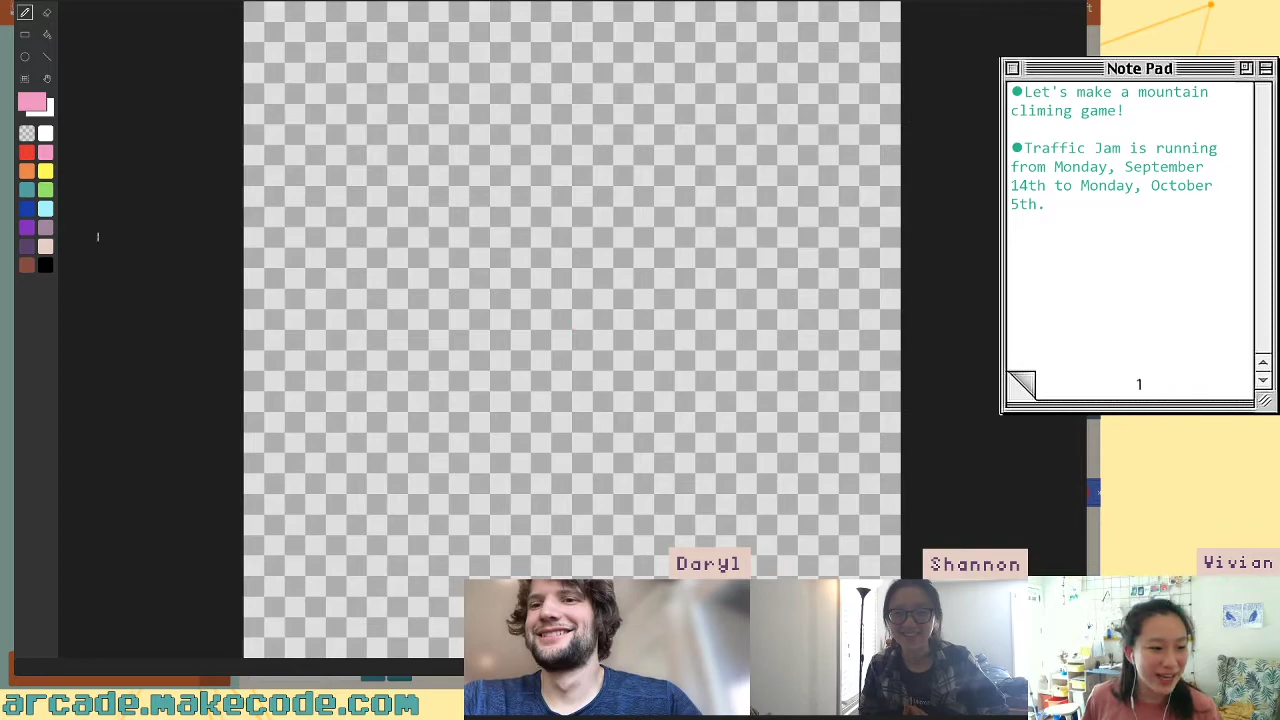 Note Pad
●Let's make a mountain
climing game!
●Traffic Jam is running
from Monday, September
14th to Monday, October
5th.
1
Daryl
Shannon
Vivian
arcade.makecode.com